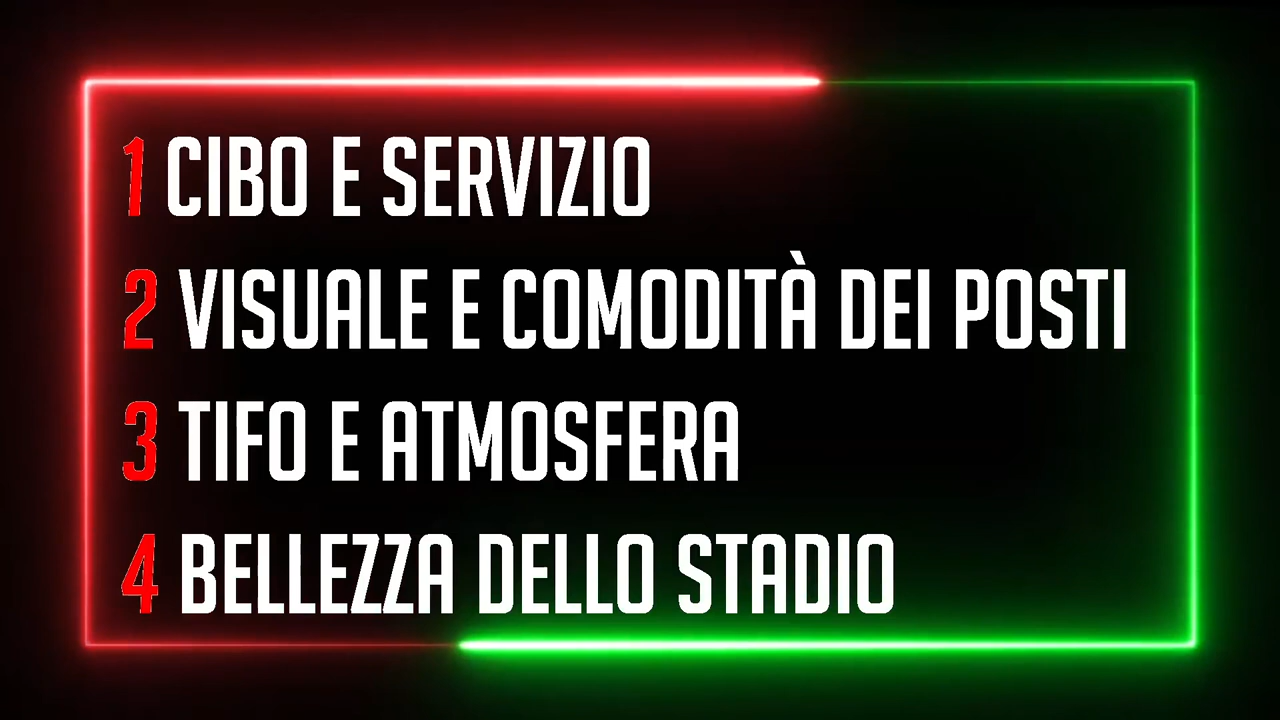 1 CIBO E SERVIZIO
2 VISUALE E COMODITÀ DEI POSTI
3 TIFO E ATMOSFERA
4 BELLEZZA DELLO STADIO